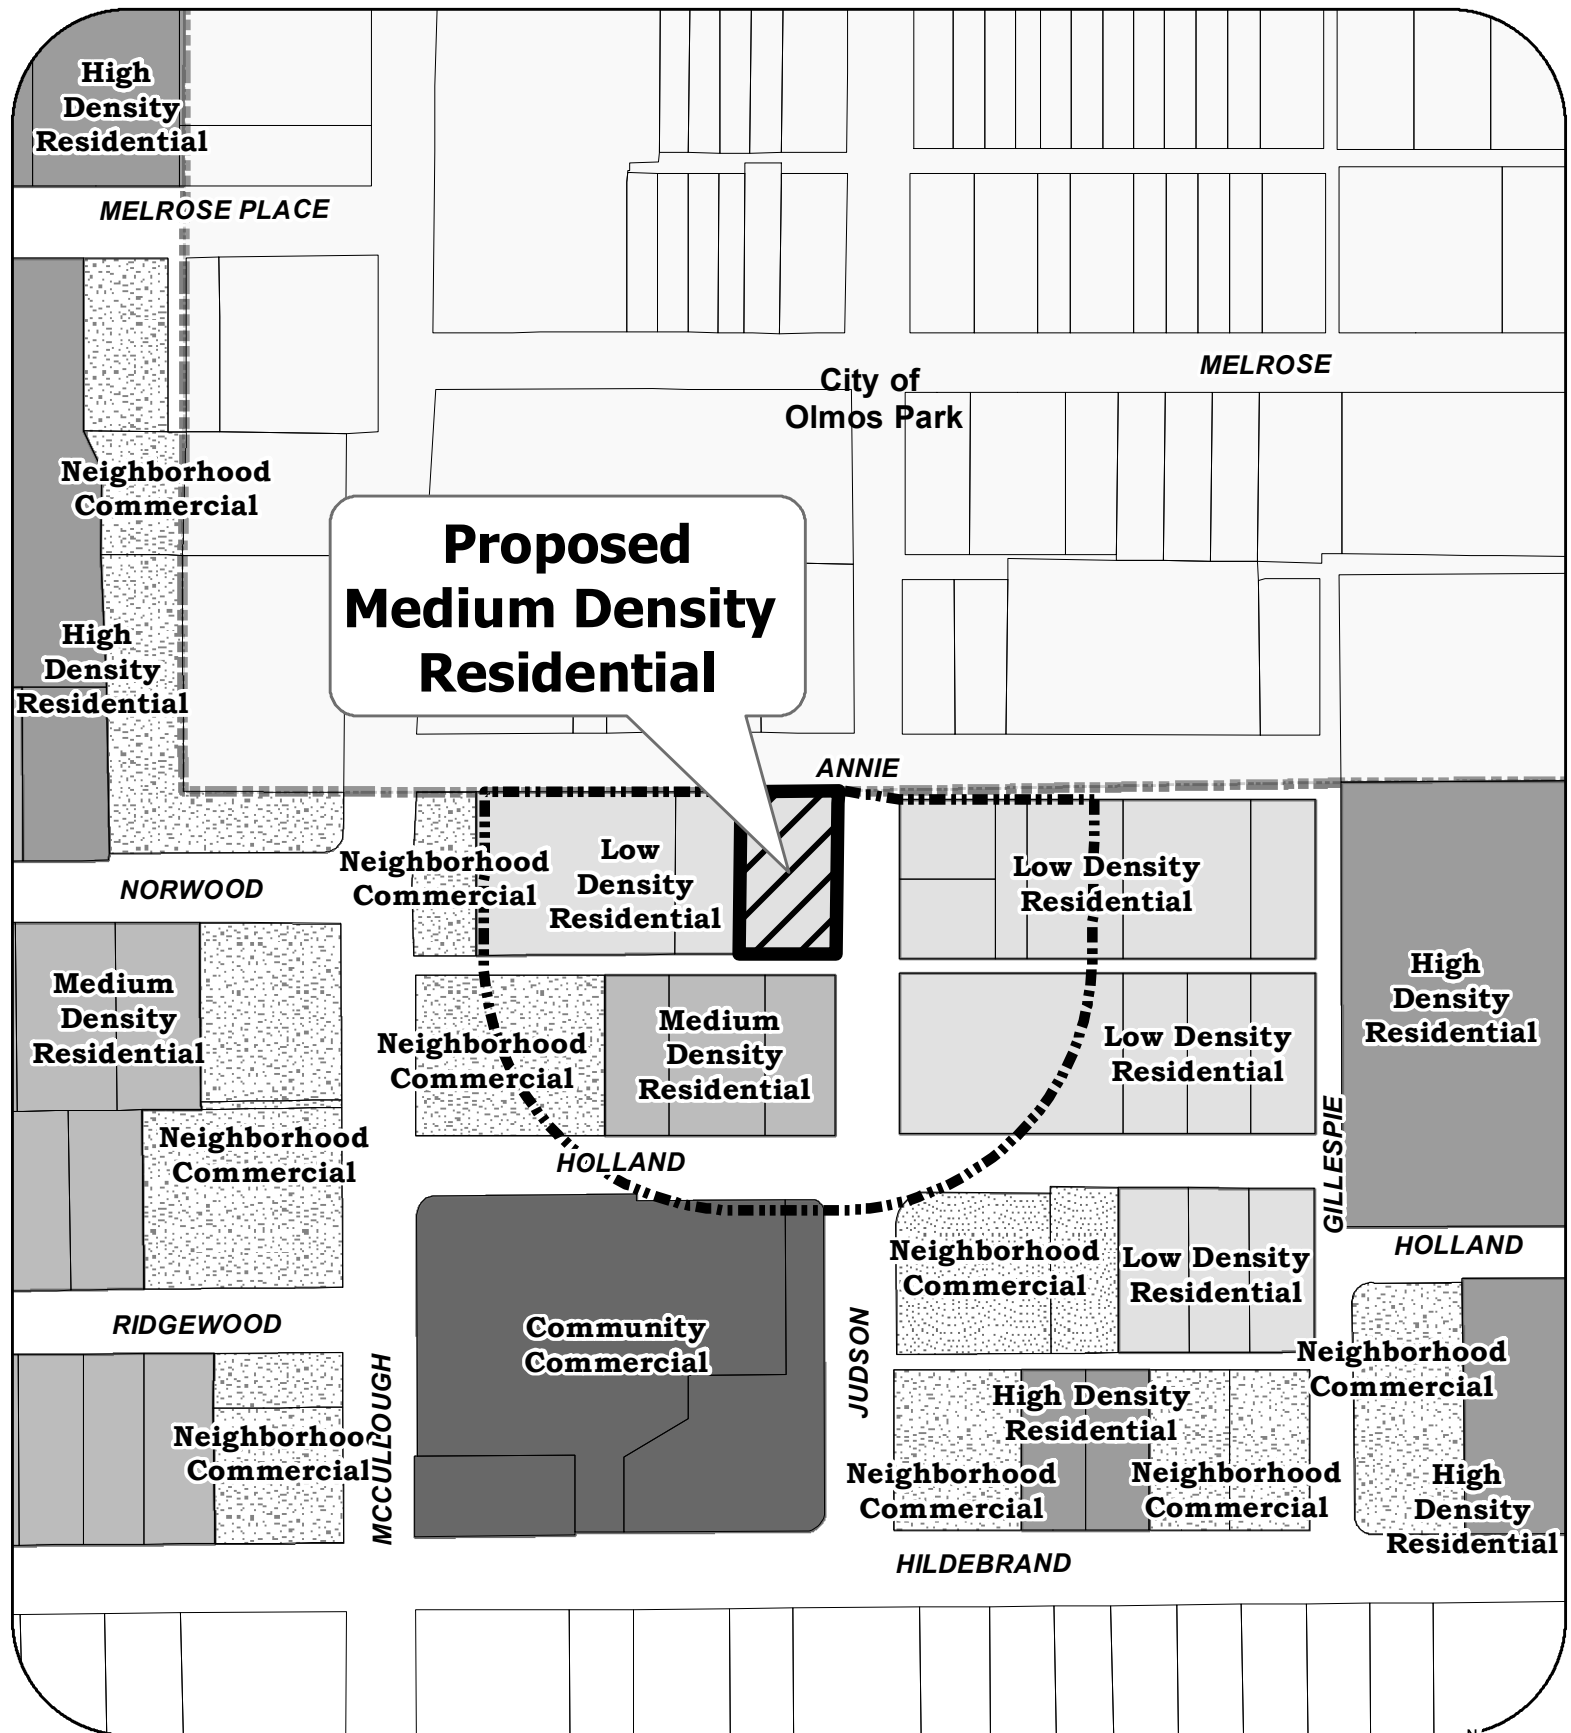 High
Density
Residential
MELROSE PLACE
MELROSE
City of
Olmos Park
Neighborhood
Commercial
Proposed
Medium Density
Residential
High
Density
Residential
ANNIE
Neighborhood
Commercial
Low
Density
Residential
Low Density
Residential
NORWOOD
Medium
Density
Residential
Neighborhood
Commercial
Medium
Density
Residential
Low Density
Residential
High
Density
Residential
Neighborhood
Commercial
HOLLAND
GILLESPIE
HOLLAND
Neighborhood
Commercial
Low Density
Residential
RIDGEWOOD
Community
Commercial
JUDSON
Neighborhood
Commercial
MCCULLOUGH
High Density
Residential
Neighborhood
Commercial
Neighborhood
Commercial
Neighborhood
Commercial
High
Density
Residential
HILDEBRAND
N